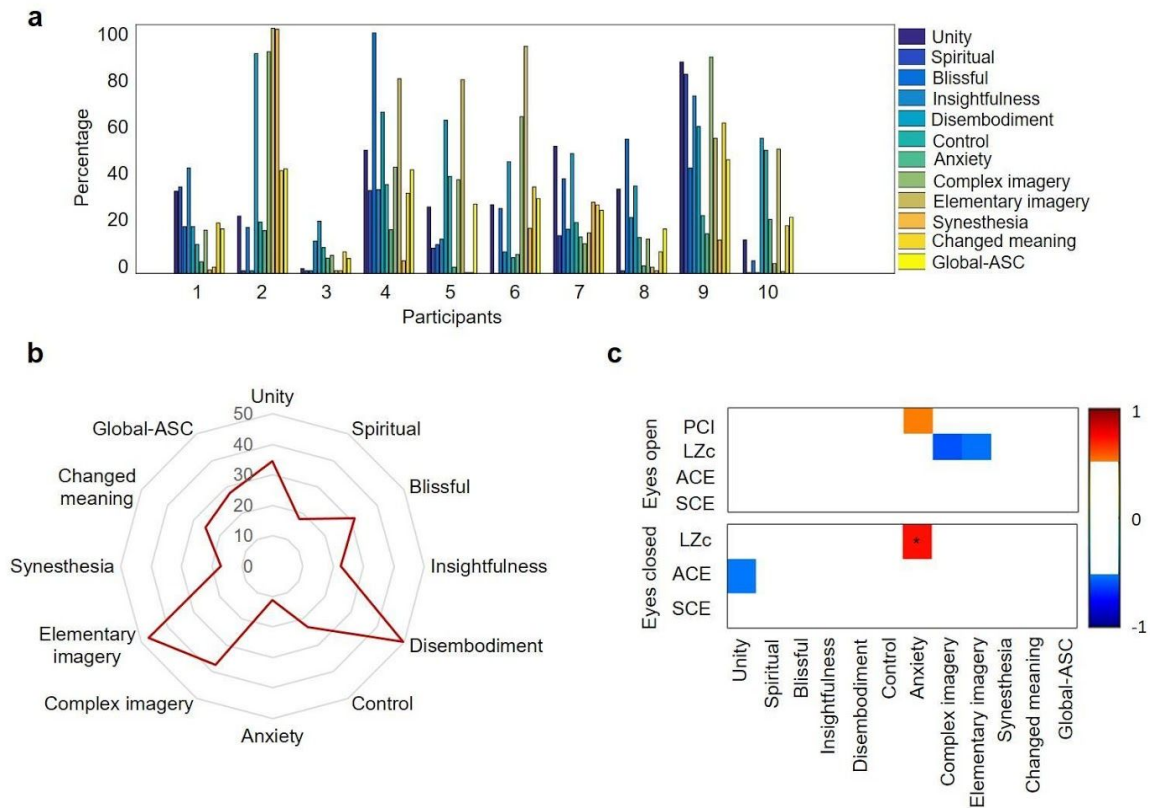 a
100
80
60
40
20
0
Percentage
1 2 3 4 5 6 7 8 9 10
Participants
Unity
Spiritual
Blissful
Insightfulness
Disembodiment
Control
Anxiety
Complex imagery
Elementary imagery
Synesthesia
Changed meaning
Global-ASC
b
Unity
Spiritual
Blissful
Insightfulness
Disembodiment
Control
Anxiety
Complex imagery
Elementary
imagery
Synesthesia
Changed
meaning
Global-ASC
50
40
30
20
10
0
c
Eyes open
PCI
LZc
ACE
SCE
Eyes closed
LZc
ACE
SCE
*
Unity
Spiritual
Blissful
Insightfulness
Disembodiment
Control
Anxiety
Complex imagery
Elementary imagery
Synesthesia
Changed meaning
Global-ASC
1
0
-1